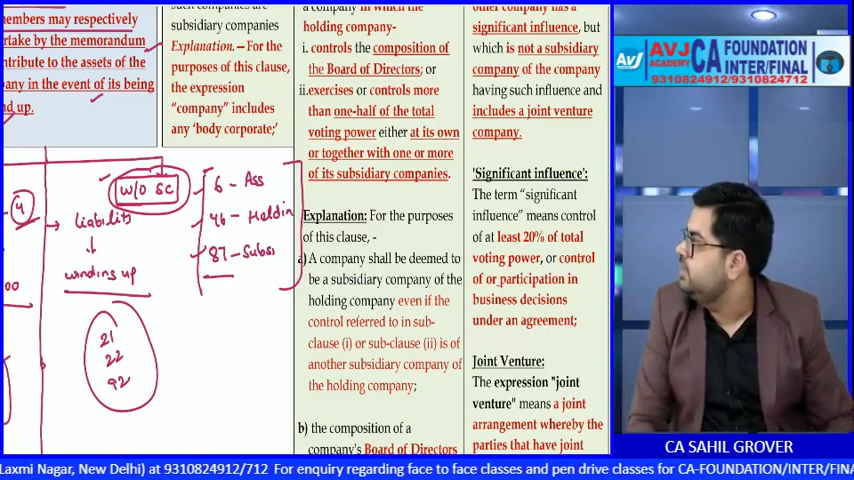 members may respectively
ertake by the memorandum
ntribute to the assets of the
pany in the event of its being
nd up.
such companies are
subsidiary companies
Explanation. – For the
purposes of this clause,
the expression
"company" includes
any 'body corporate;'
a company in which the
holding company-
i. controls the composition of
the Board of Directors; or
ii.exercises or controls more
than one-half of the total
voting power either at its own
or together with one or more
of its subsidiary companies.
Explanation: For the purposes
of this clause, -
a) A company shall be deemed to
be a subsidiary company of the
holding company even if the
control referred to in sub-
clause (i) or sub-clause (ii) is of
another subsidiary company of
the holding company;
b) the composition of a
company's Board of Directors
other company has a
significant influence, but
which is not a subsidiary
company of the company
having such influence and
includes a joint venture
company.
'Significant influence':
The term "significant
influence" means control
of at least 20% of total
voting power, or control
of or participation in
business decisions
under an agreement;
Joint Venture:
The expression "joint
venture" means a joint
arrangement whereby the
parties that have joint
4
00
liability
winding up
21
22
92
W/O SC
6 - Ass
46 - Holdin
87 - Subsi
AVJ
AVJ
ACADEMY
CA
FOUNDATION
INTER/FINAL
9310824912/9310824712
CA SAHIL GROVER
Laxmi Nagar, New Delhi) at 9310824912/712 For enquiry regarding face to face classes and pen drive classes for CA-FOUNDATION/INTER/FINA